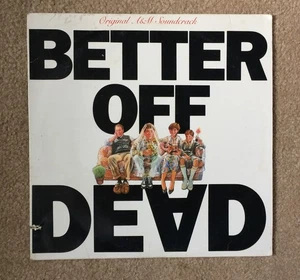 Original A&M Soundtrack
BETTER
OFF
DEAD